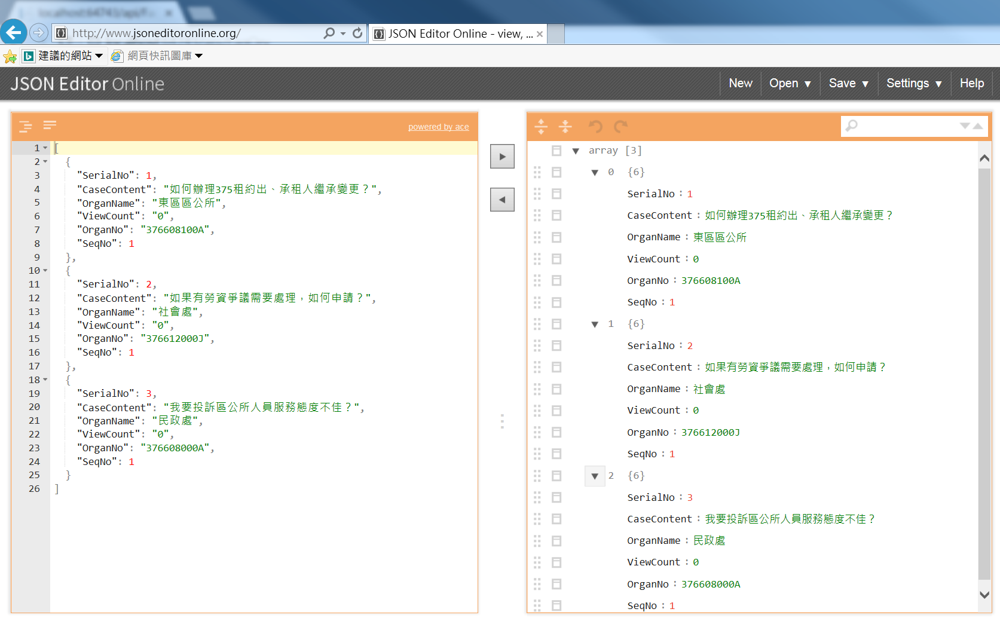 http://www.jsoneditoronline.org/
JSON Editor Online - view, ...
建議的網站
網頁快訊圖庫
JSON Editor Online
New
Open
Save
Settings
Help
powered by ace
1 [
2 {
3 "SerialNo": 1,
4 "CaseContent": "如何辦理375租約出、承租人繼承變更？",
5 "OrganName": "東區區公所",
6 "ViewCount": "0",
7 "OrganNo": "376608100A",
8 "SeqNo": 1
9 },
10 {
11 "SerialNo": 2,
12 "CaseContent": "如果有勞資爭議需要處理，如何申請？",
13 "OrganName": "社會處",
14 "ViewCount": "0",
15 "OrganNo": "376612000J",
16 "SeqNo": 1
17 },
18 {
19 "SerialNo": 3,
20 "CaseContent": "我要投訴區公所人員服務態度不佳？",
21 "OrganName": "民政處",
22 "ViewCount": "0",
23 "OrganNo": "376608000A",
24 "SeqNo": 1
25 }
26 ]
array [3]
0 {6}
SerialNo : 1
CaseContent : 如何辦理375租約出、承租人繼承變更？
OrganName : 東區區公所
ViewCount : 0
OrganNo : 376608100A
SeqNo : 1
1 {6}
SerialNo : 2
CaseContent : 如果有勞資爭議需要處理，如何申請？
OrganName : 社會處
ViewCount : 0
OrganNo : 376612000J
SeqNo : 1
2 {6}
SerialNo : 3
CaseContent : 我要投訴區公所人員服務態度不佳？
OrganName : 民政處
ViewCount : 0
OrganNo : 376608000A
SeqNo : 1